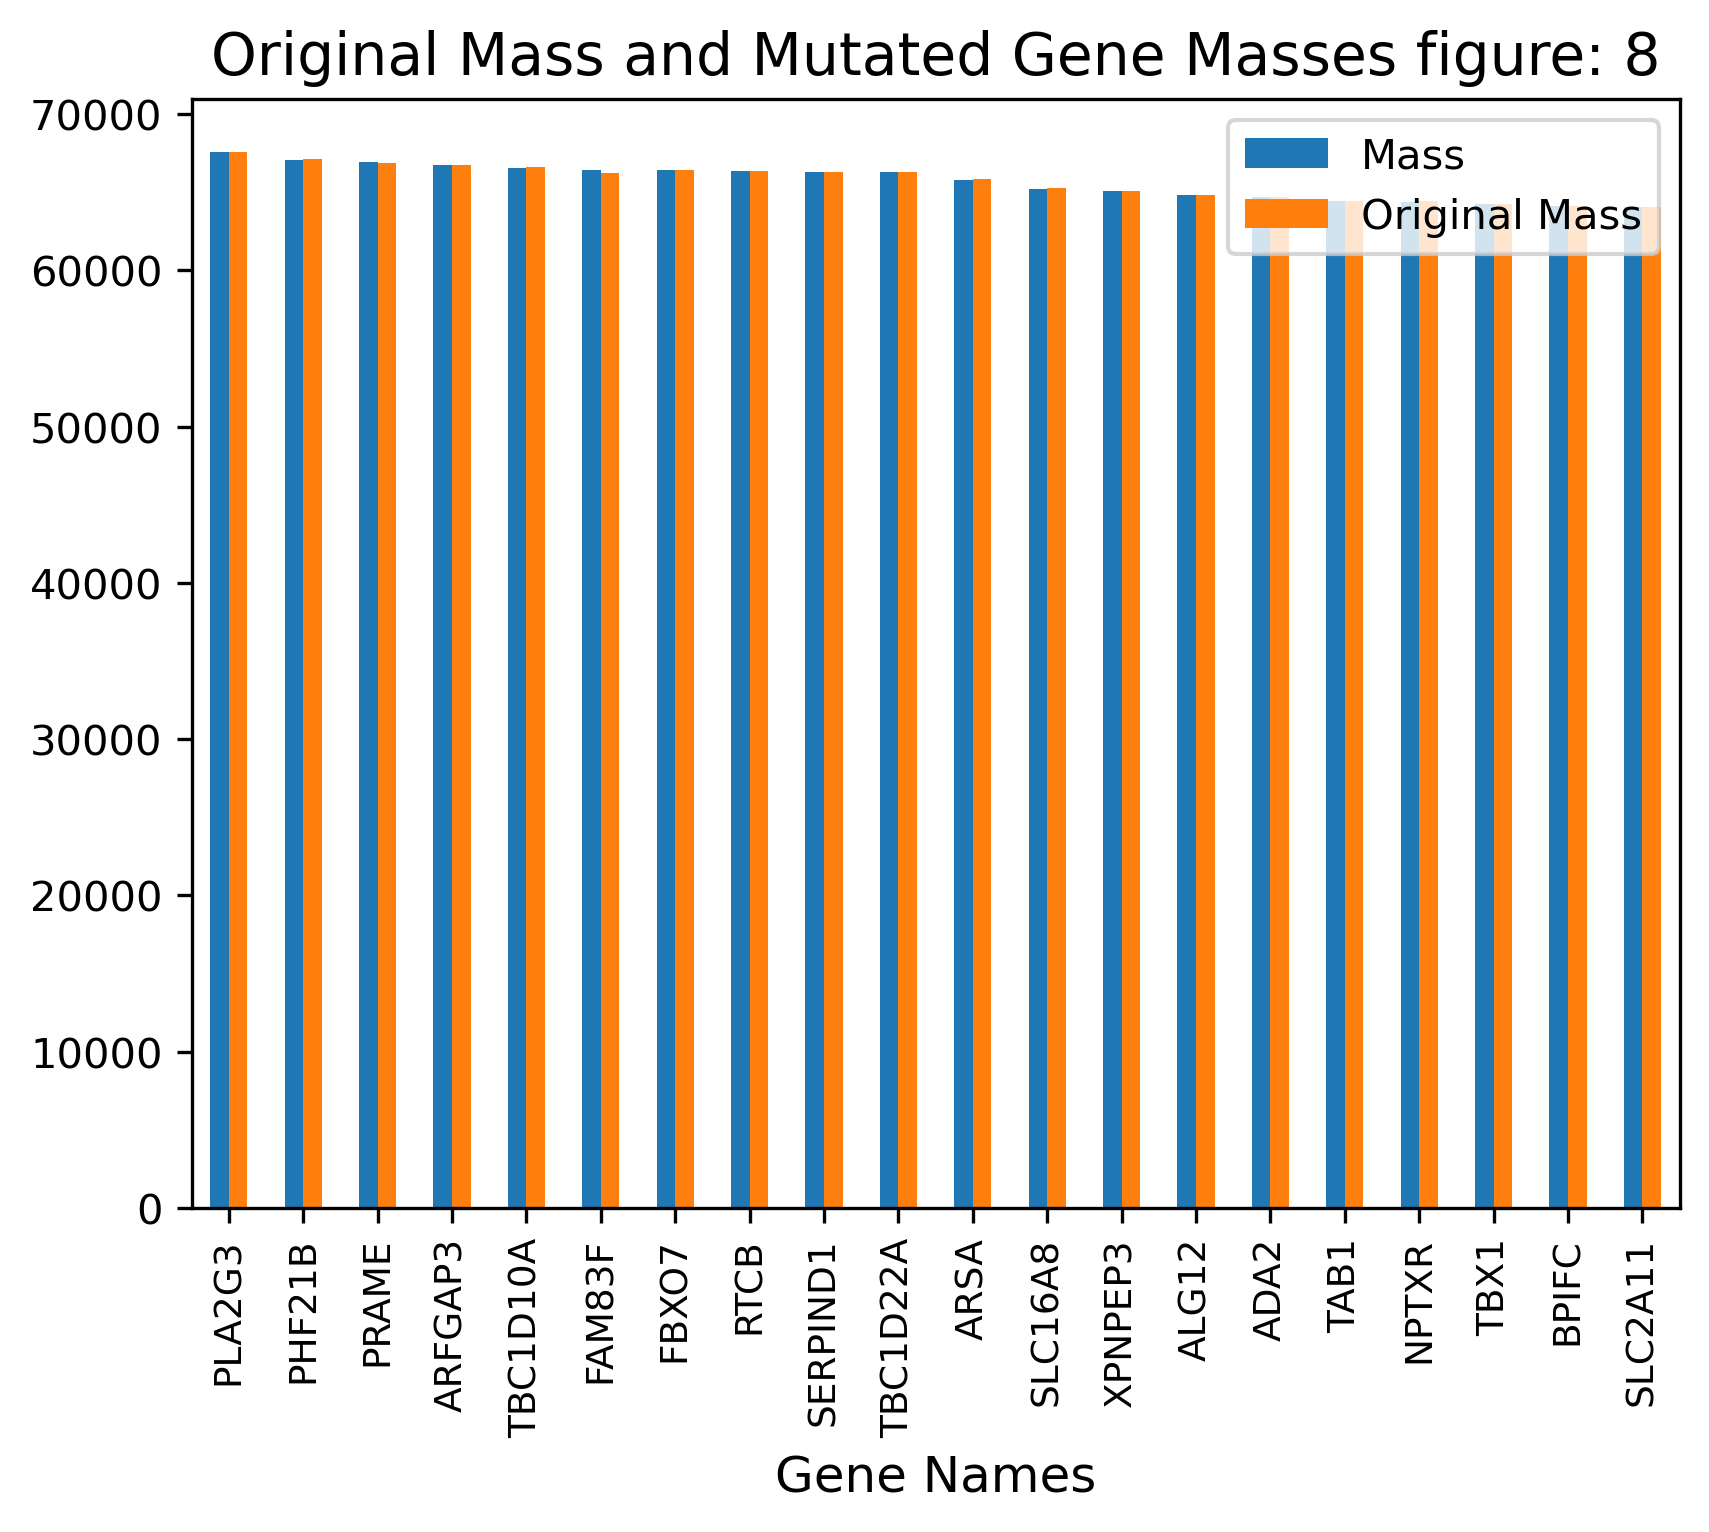 Original Mass and Mutated Gene Masses figure: 8
70000
60000
50000
40000
30000
20000
10000
0
Mass
Original Mass
PLA2G3
PHF21B
PRAME
ARFGAP3
TBC1D10A
FAM83F
FBXO7
RTCB
SERPIND1
TBC1D22A
ARSA
SLC16A8
XPNPEP3
ALG12
ADA2
TAB1
NPTXR
TBX1
BPIFC
SLC2A11
Gene Names